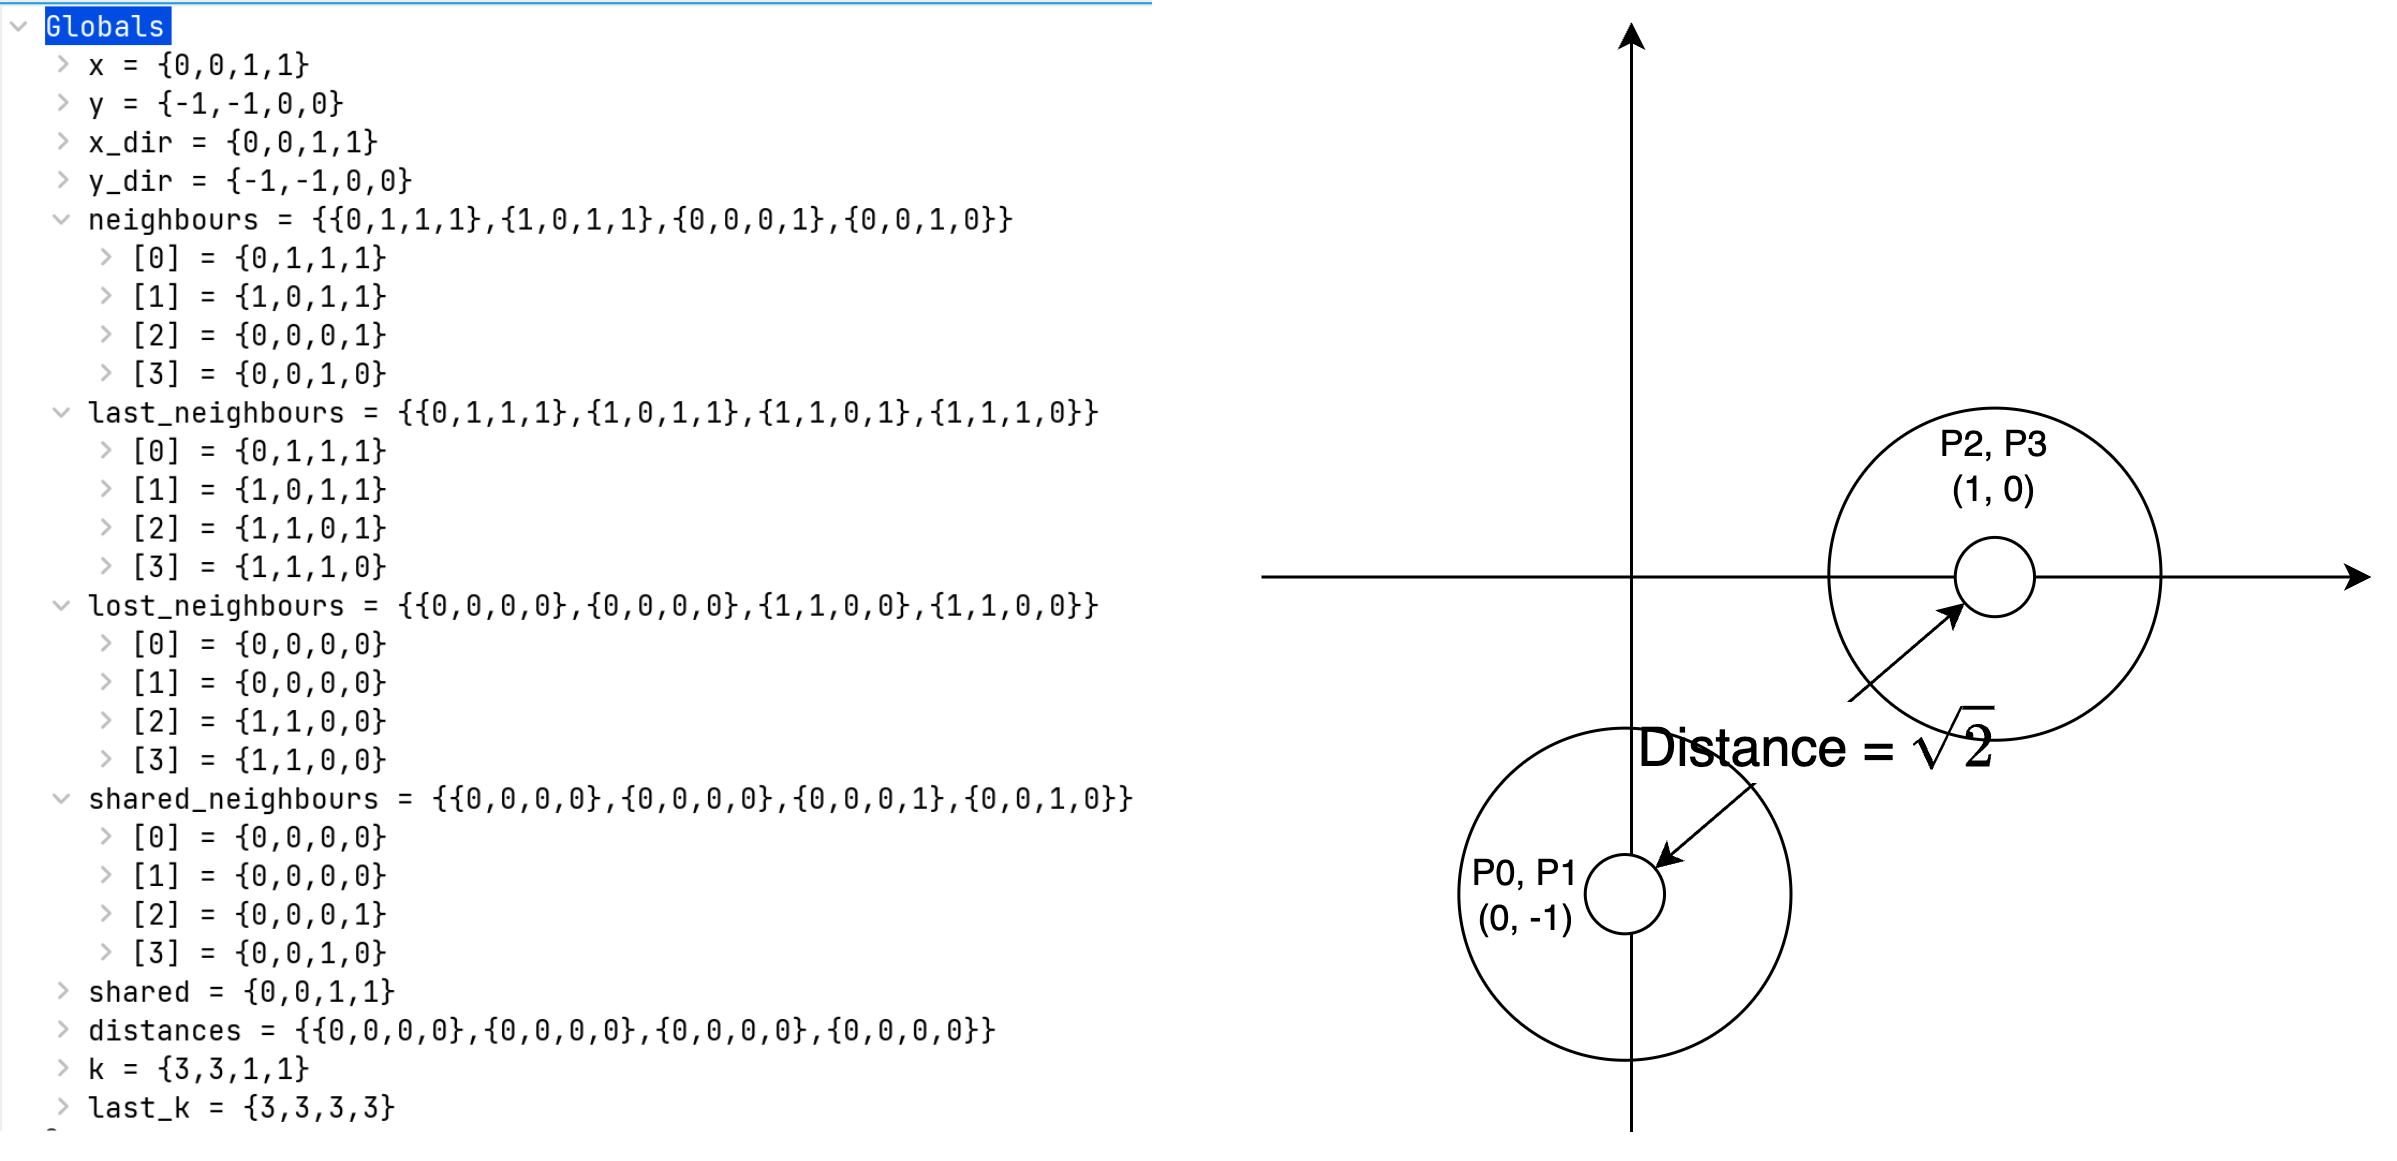 Globals
x = {0,0,1,1}
y = {-1,-1,0,0}
x_dir = {0,0,1,1}
y_dir = {-1,-1,0,0}
neighbours = {{0,1,1,1},{1,0,1,1},{0,0,0,1},{0,0,1,0}}
[0] = {0,1,1,1}
[1] = {1,0,1,1}
[2] = {0,0,0,1}
[3] = {0,0,1,0}
last_neighbours = {{0,1,1,1},{1,0,1,1},{1,1,0,1},{1,1,1,0}}
[0] = {0,1,1,1}
[1] = {1,0,1,1}
[2] = {1,1,0,1}
[3] = {1,1,1,0}
lost_neighbours = {{0,0,0,0},{0,0,0,0},{1,1,0,0},{1,1,0,0}}
[0] = {0,0,0,0}
[1] = {0,0,0,0}
[2] = {1,1,0,0}
[3] = {1,1,0,0}
shared_neighbours = {{0,0,0,0},{0,0,0,0},{0,0,0,1},{0,0,1,0}}
[0] = {0,0,0,0}
[1] = {0,0,0,0}
[2] = {0,0,0,1}
[3] = {0,0,1,0}
shared = {0,0,1,1}
distances = {{0,0,0,0},{0,0,0,0},{0,0,0,0},{0,0,0,0}}
k = {3,3,1,1}
last_k = {3,3,3,3}
P2, P3
(1, 0)
Distance = √2
P0, P1
(0, -1)